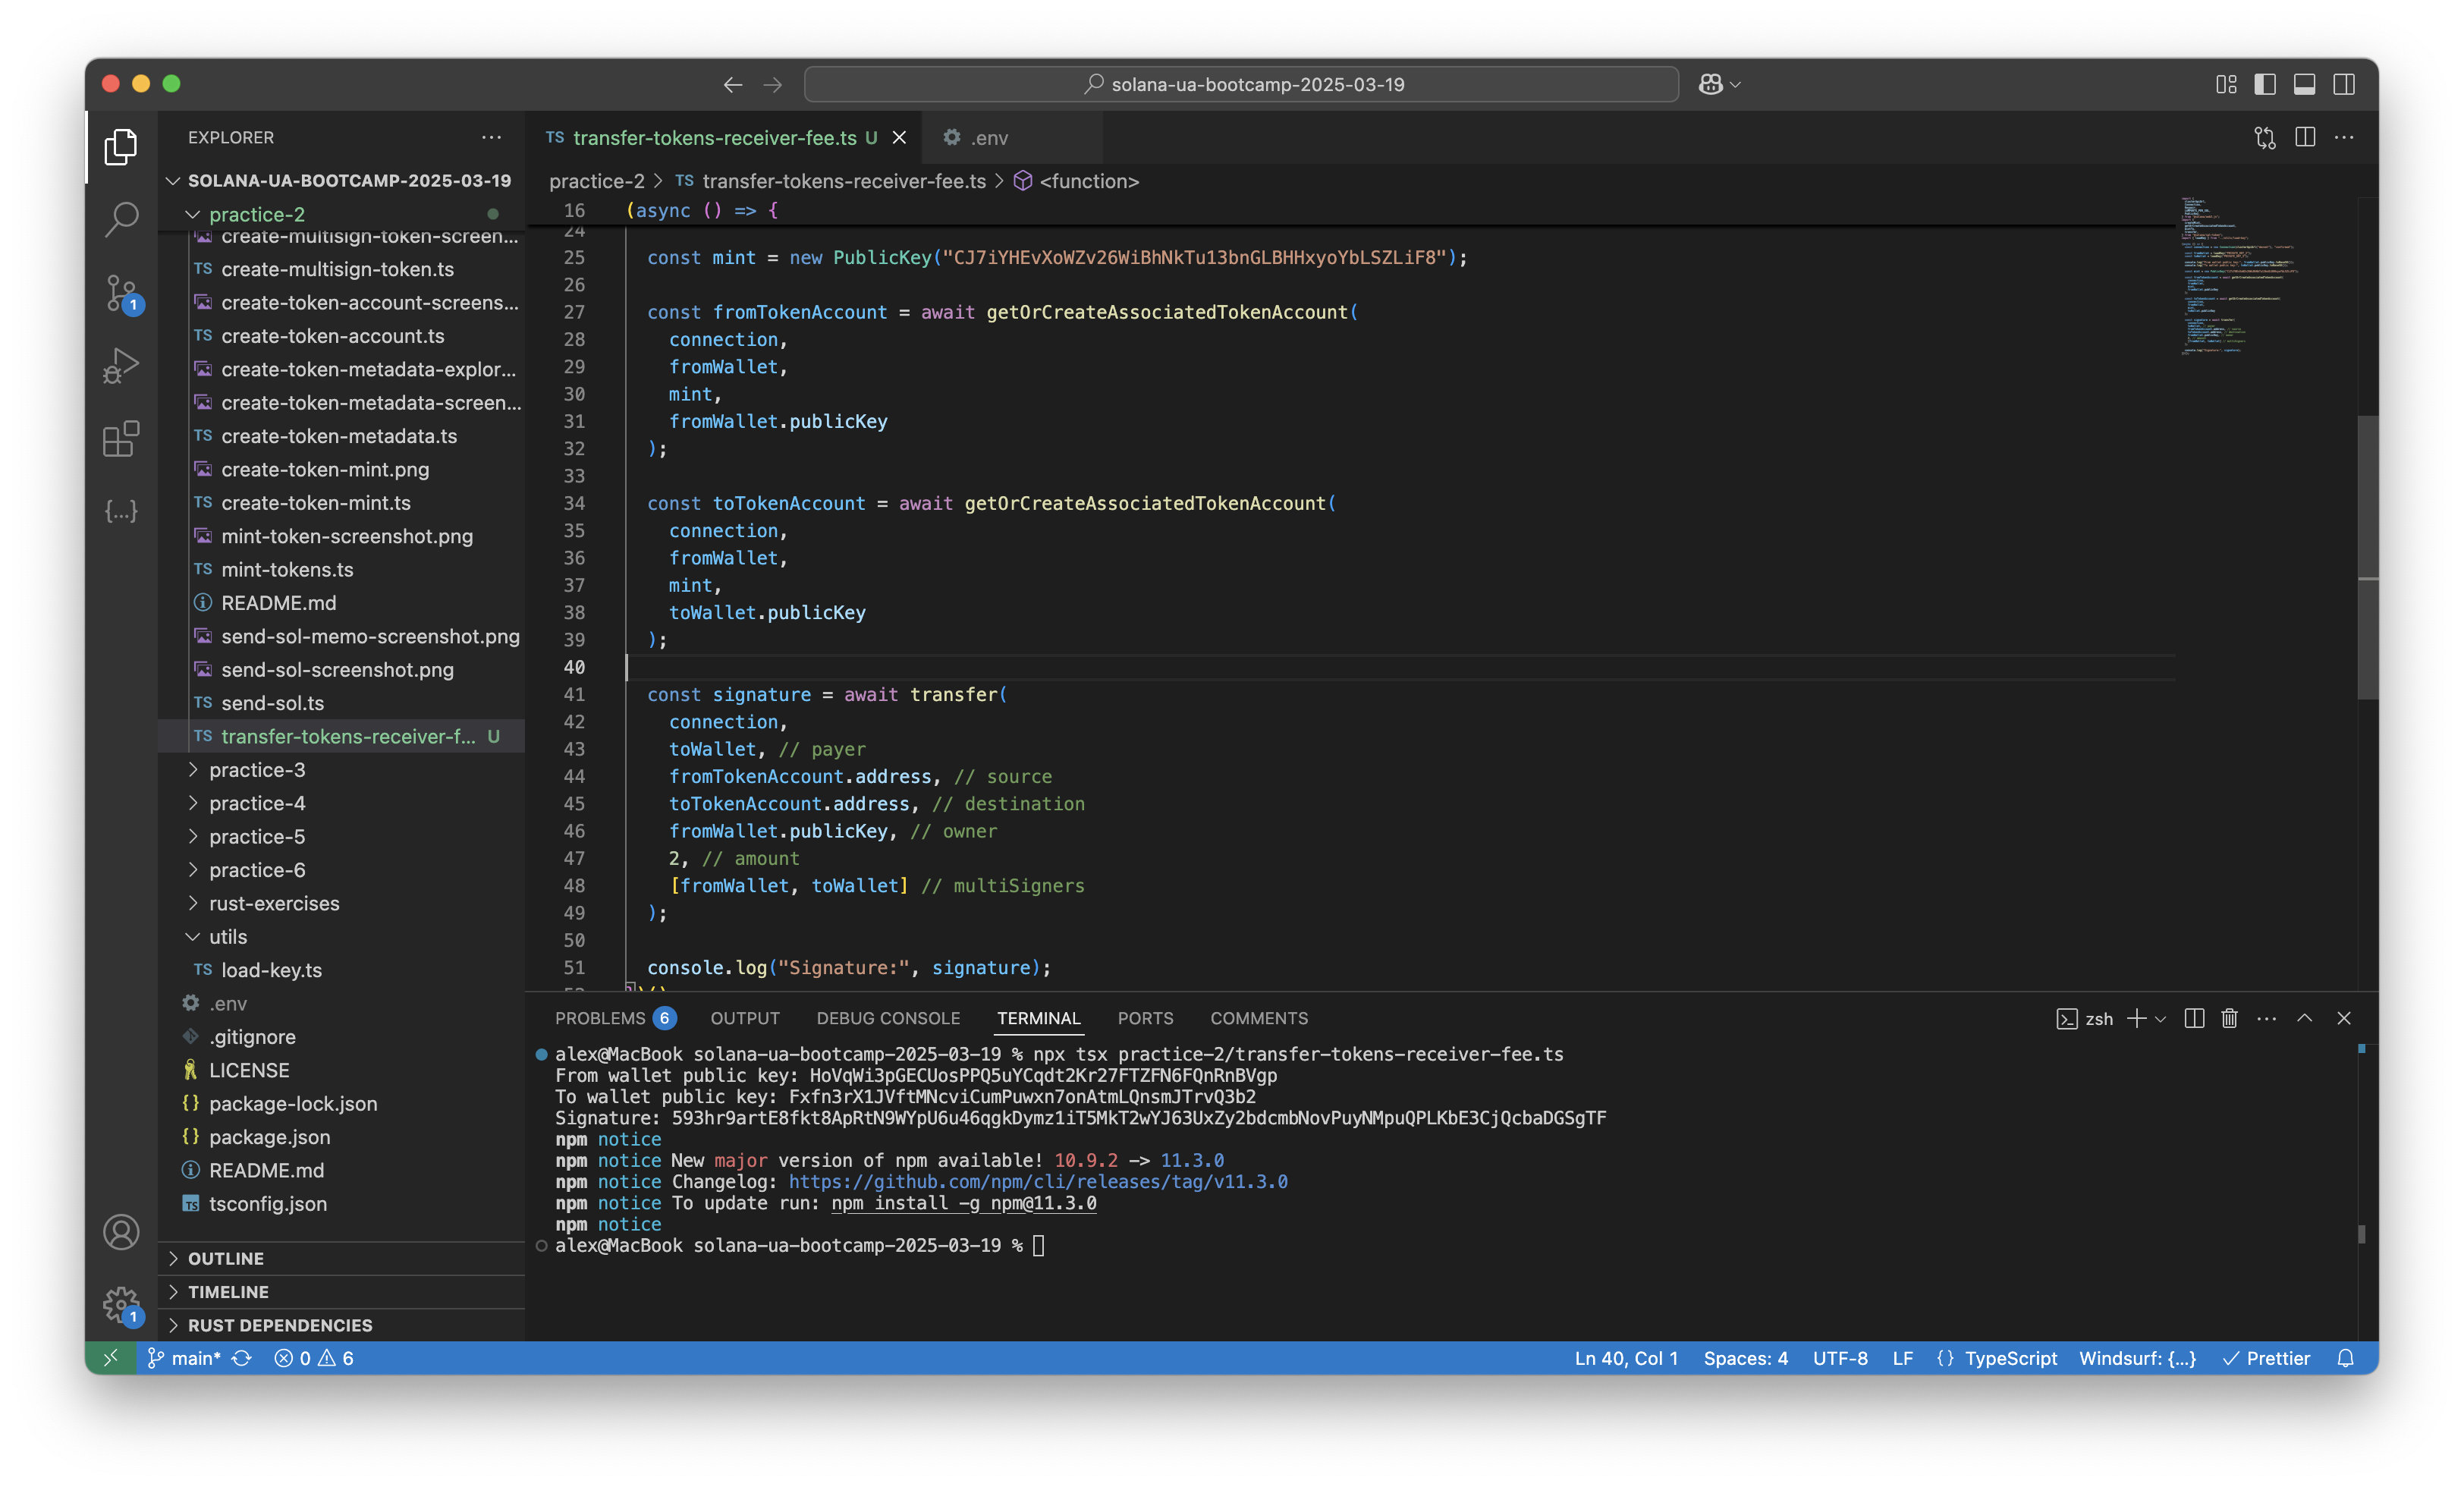 solana-ua-bootcamp-2025-03-19
EXPLORER
SOLANA-UA-BOOTCAMP-2025-03-19
practice-2
create-multisign-token-screen...
TS create-multisign-token.ts
create-token-account-screens...
TS create-token-account.ts
create-token-metadata-explor...
create-token-metadata-screen...
TS create-token-metadata.ts
create-token-mint.png
TS create-token-mint.ts
mint-token-screenshot.png
TS mint-tokens.ts
README.md
send-sol-memo-screenshot.png
send-sol-screenshot.png
TS send-sol.ts
TS transfer-tokens-receiver-f... U
practice-3
practice-4
practice-5
practice-6
rust-exercises
utils
TS load-key.ts
.env
.gitignore
LICENSE
{} package-lock.json
{} package.json
README.md
TS tsconfig.json
OUTLINE
TIMELINE
RUST DEPENDENCIES
1
1
TS transfer-tokens-receiver-fee.ts U
.env
practice-2 > TS transfer-tokens-receiver-fee.ts > <function>
16 (async () => {
24
25 const mint = new PublicKey("CJ7iYHEvXoWZv26WiBhNkTu13bnGLBHHxyoYbLSZLiF8");
26
27 const fromTokenAccount = await getOrCreateAssociatedTokenAccount(
28 connection,
29 fromWallet,
30 mint,
31 fromWallet.publicKey
32 );
33
34 const toTokenAccount = await getOrCreateAssociatedTokenAccount(
35 connection,
36 fromWallet,
37 mint,
38 toWallet.publicKey
39 );
40
41 const signature = await transfer(
42 connection,
43 toWallet, // payer
44 fromTokenAccount.address, // source
45 toTokenAccount.address, // destination
46 fromWallet.publicKey, // owner
47 2, // amount
48 [fromWallet, toWallet] // multiSigners
49 );
50
51 console.log("Signature:", signature);
PROBLEMS 6 OUTPUT DEBUG CONSOLE TERMINAL PORTS COMMENTS
zsh
alex@MacBook solana-ua-bootcamp-2025-03-19 % npx tsx practice-2/transfer-tokens-receiver-fee.ts
From wallet public key: HoVqWi3pGECUosPPQ5uYCqdt2Kr27FTZFN6FQnRnBVgp
To wallet public key: Fxfn3rX1JVftMNcviCumPuwxn7onAtmLQnsmJTrvQ3b2
Signature: 593hr9artE8fkt8ApRtN9WYpU6u46qgkDymz1iT5MkT2wYJ63UxZy2bdcmbNovPuyNMpuQPLKbE3CjQcbaDGSgTF
npm notice
npm notice New major version of npm available! 10.9.2 -> 11.3.0
npm notice Changelog: https://github.com/npm/cli/releases/tag/v11.3.0
npm notice To update run: npm install -g npm@11.3.0
npm notice
alex@MacBook solana-ua-bootcamp-2025-03-19 %
main* 0 6
Ln 40, Col 1 Spaces: 4 UTF-8 LF {} TypeScript Windsurf: {...} Prettier